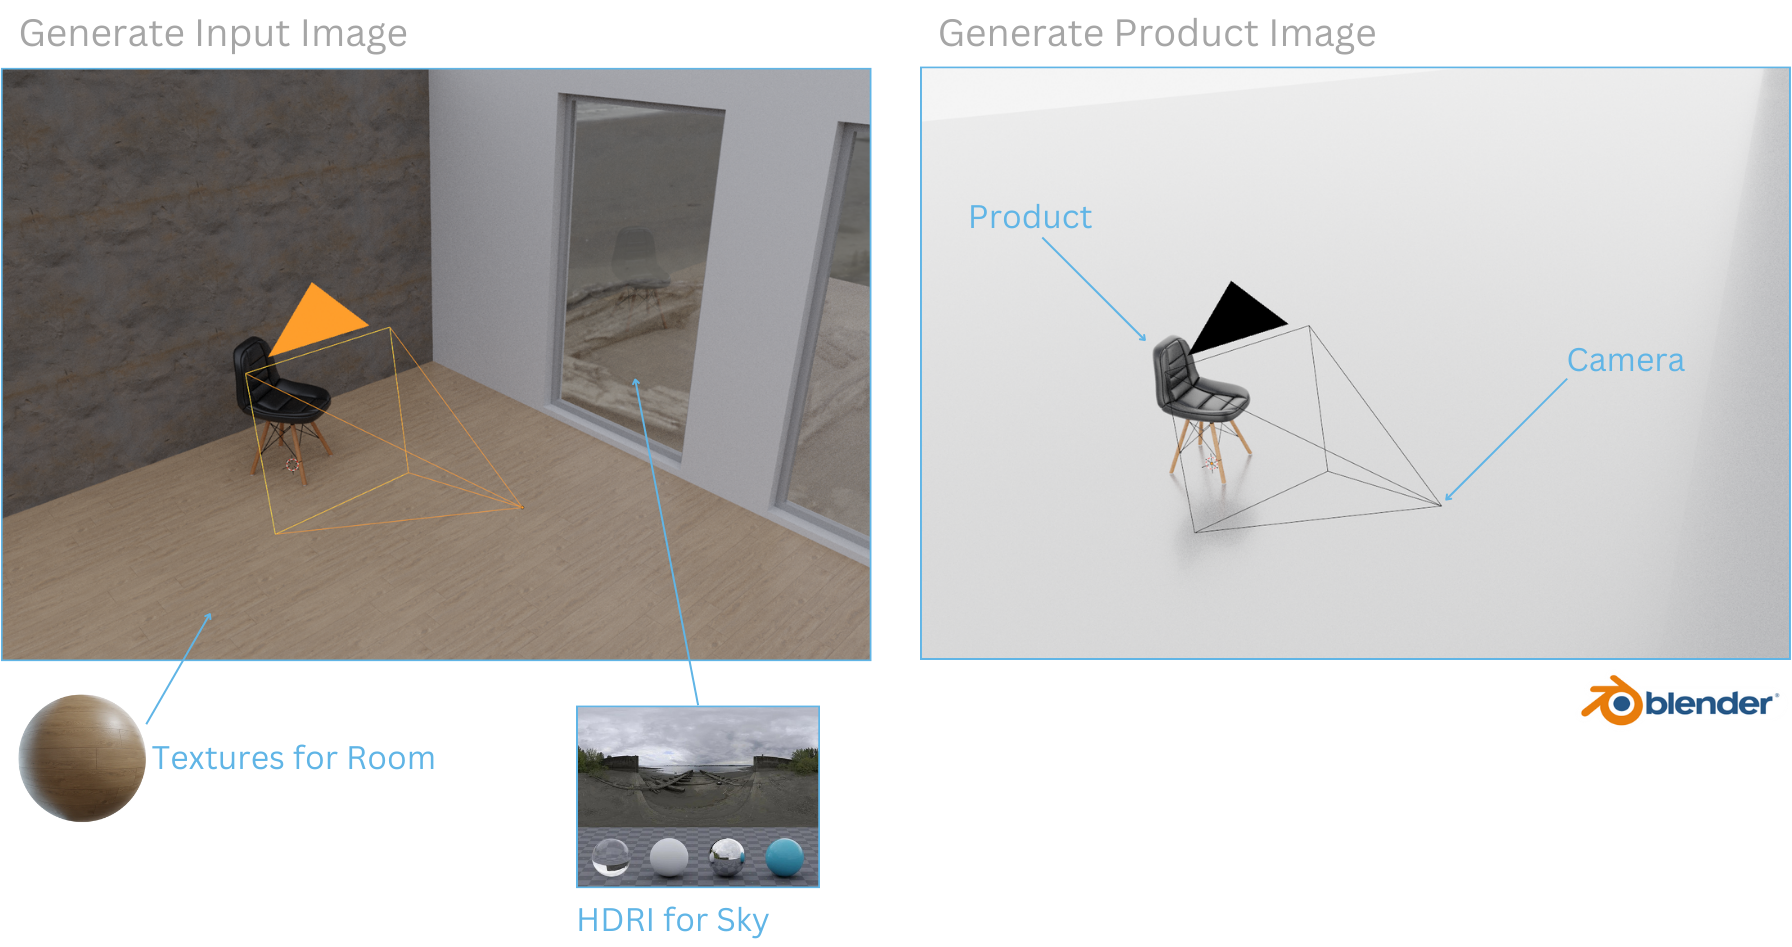 Generate Input Image
Generate Product Image
Product
Camera
blender®
Textures for Room
HDRI for Sky